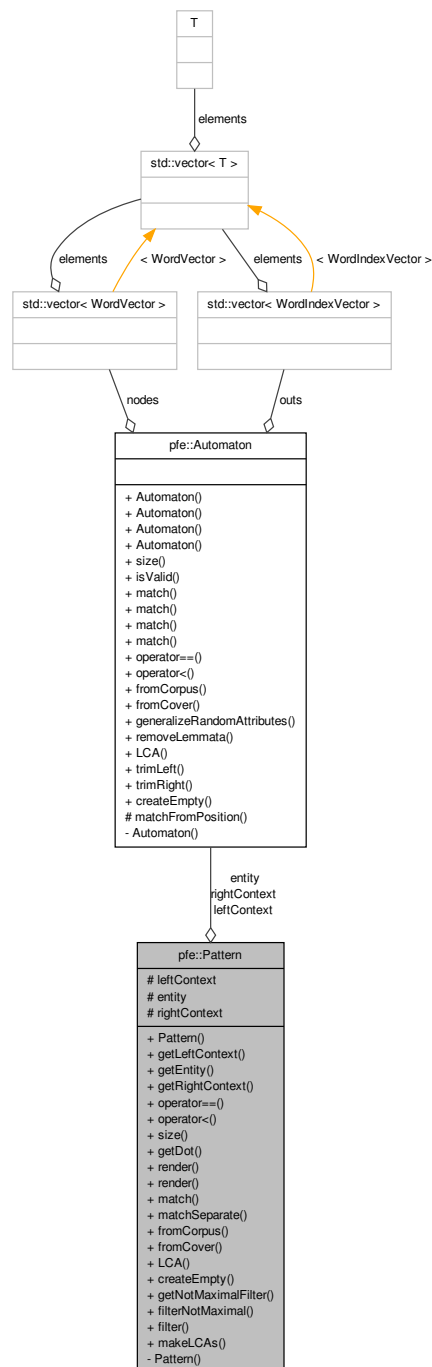 T
elements
std::vector< T >
elements
< WordVector >
elements
< WordIndexVector >
std::vector< WordVector >
std::vector< WordIndexVector >
nodes
outs
pfe::Automaton
+ Automaton()
+ Automaton()
+ Automaton()
+ Automaton()
+ size()
+ isValid()
+ match()
+ match()
+ match()
+ match()
+ operator==()
+ operator<()
+ fromCorpus()
+ fromCover()
+ generalizeRandomAttributes()
+ removeLemmata()
+ LCA()
+ trimLeft()
+ trimRight()
+ createEmpty()
# matchFromPosition()
- Automaton()
entity
rightContext
leftContext
pfe::Pattern
# leftContext
# entity
# rightContext
+ Pattern()
+ getLeftContext()
+ getEntity()
+ getRightContext()
+ operator==()
+ operator<()
+ size()
+ getDot()
+ render()
+ render()
+ match()
+ matchSeparate()
+ fromCorpus()
+ fromCover()
+ LCA()
+ createEmpty()
+ getNotMaximalFilter()
+ filterNotMaximal()
+ filter()
+ makeLCAs()
- Pattern()